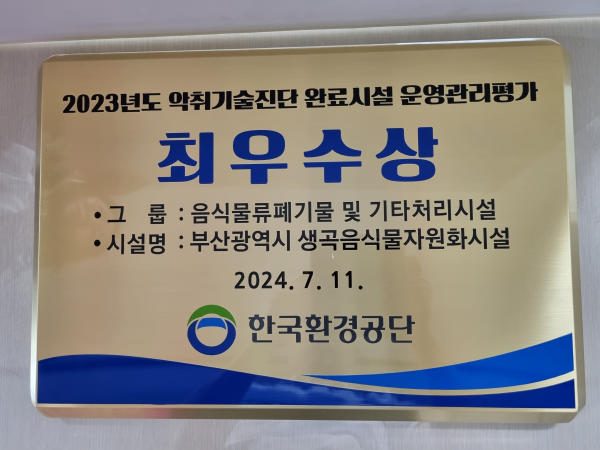 2023년도 악취기술진단 완료시설 운영관리평가
최우수상
• 그 룹 : 음식물류폐기물 및 기타처리시설
• 시설명 : 부산광역시 생곡음식물자원화시설
2024. 7. 11.
한국환경공단